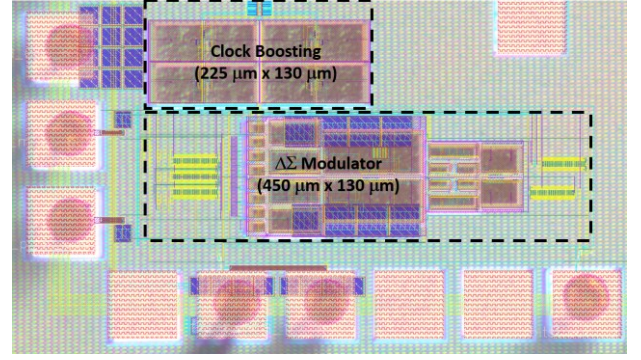 Clock Boosting
(225 μm x 130 μm)
ΔΣ Modulator
(450 μm x 130 μm)